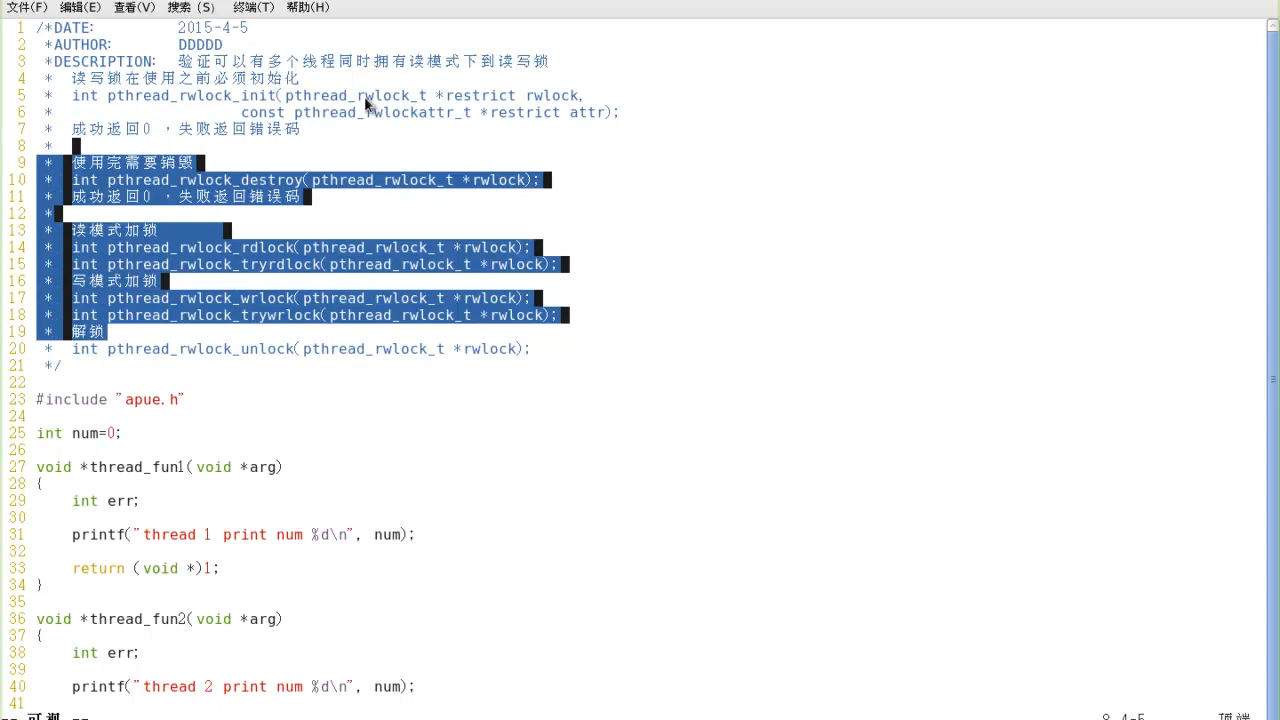 文件(F) 编辑(E) 查看(V) 搜索 (S) 终端(T) 帮助(H)
1 /*DATE: 2015-4-5
2 *AUTHOR: DDDDD
3 *DESCRIPTION: 验证可以有多个线程同时拥有读模式下到读写锁
4 * 读写锁在使用之前必须初始化
5 * int pthread_rwlock_init(pthread_rwlock_t *restrict rwlock,
6 * const pthread_rwlockattr_t *restrict attr);
7 * 成功返回0 ，失败返回错误码
8 *
9 * 使用完需要销毁
10 * int pthread_rwlock_destroy(pthread_rwlock_t *rwlock);
11 * 成功返回0 ，失败返回错误码
12 *
13 * 读模式加锁
14 * int pthread_rwlock_rdlock(pthread_rwlock_t *rwlock);
15 * int pthread_rwlock_tryrdlock(pthread_rwlock_t *rwlock);
16 * 写模式加锁
17 * int pthread_rwlock_wrlock(pthread_rwlock_t *rwlock);
18 * int pthread_rwlock_trywrlock(pthread_rwlock_t *rwlock);
19 * 解锁
20 * int pthread_rwlock_unlock(pthread_rwlock_t *rwlock);
21 */
22
23 #include "apue.h"
24
25 int num=0;
26
27 void *thread_fun1(void *arg)
28 {
29 int err;
30
31 printf("thread 1 print num %d\n", num);
32
33 return (void *)1;
34 }
35
36 void *thread_fun2(void *arg)
37 {
38 int err;
39
40 printf("thread 2 print num %d\n", num);
41
-- 可视 -- 8,4-5 顶端